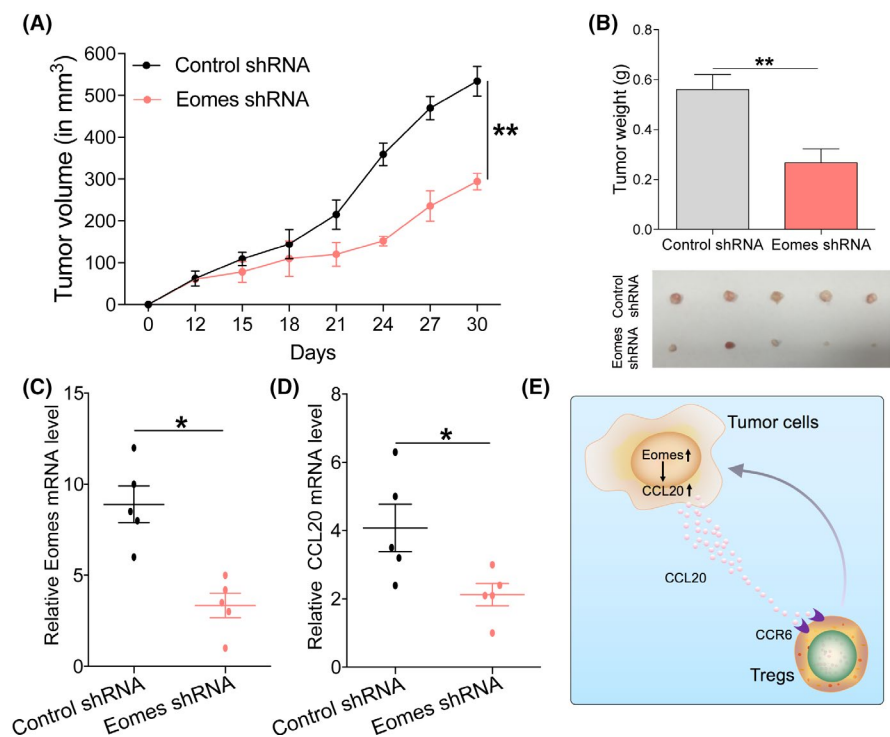 (A)
Tumor volume (in mm³)
600
500
400
300
200
100
0
Control shRNA
Eomes shRNA
**
0 12 15 18 21 24 27 30
Days
(B)
Tumor weight (g)
0.8
0.6
0.4
0.2
0.0
**
Control shRNA Eomes shRNA
Control
shRNA
Eomes
shRNA
(C)
Relative Eomes mRNA level
15
10
5
0
*
Control shRNA
Eomes shRNA
(D)
Relative CCL20 mRNA level
8
6
4
2
0
*
Control shRNA
Eomes shRNA
(E)
Tumor cells
Eomes
CCL20
CCL20
CCR6
Tregs